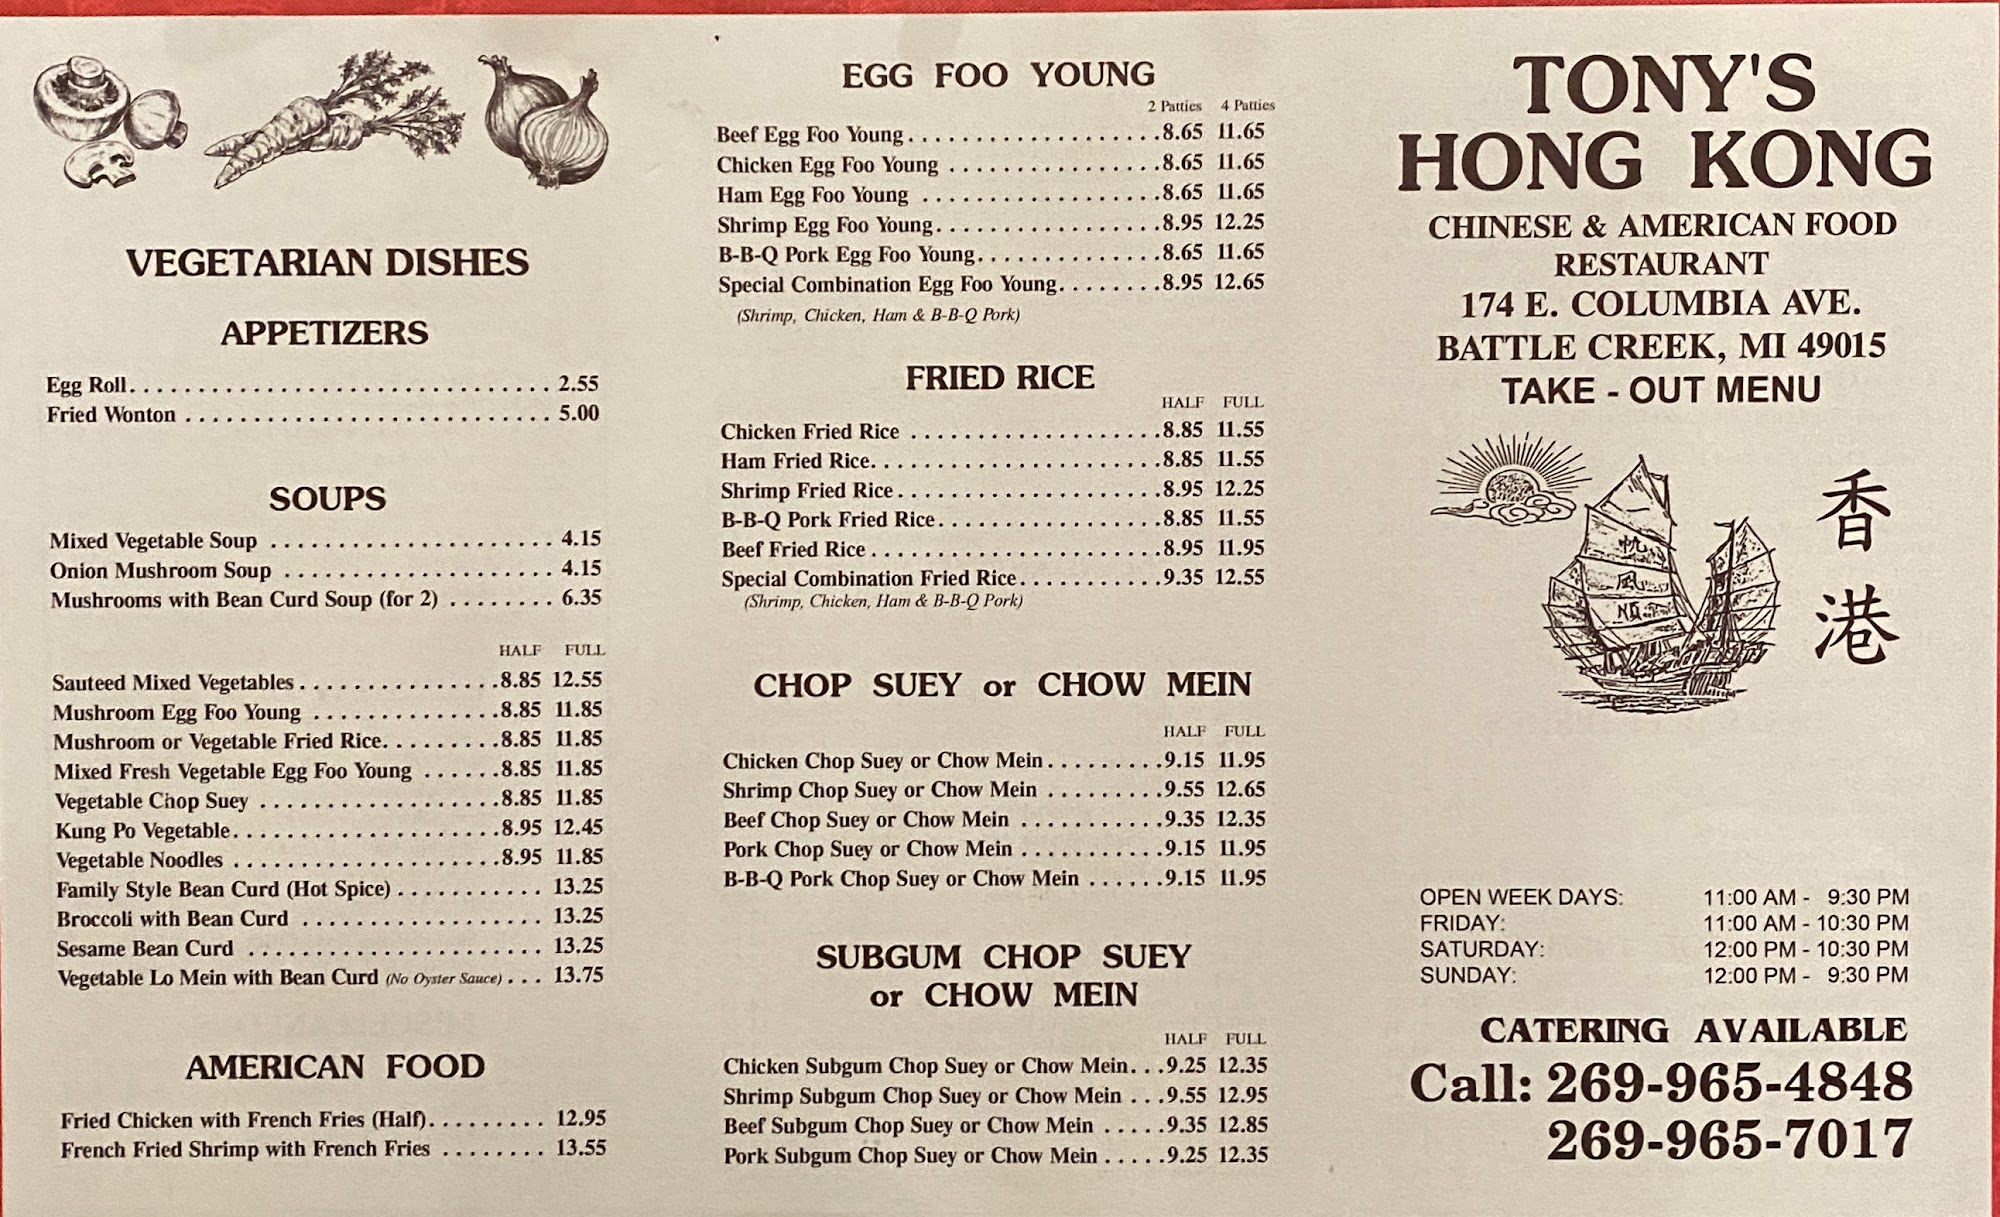 VEGETARIAN DISHES
APPETIZERS
Egg Roll. . . . . . . . . . . . . . . . . . . . . . . . . . . . . . . 2.55
Fried Wonton . . . . . . . . . . . . . . . . . . . . . . . . . . . 5.00
SOUPS
Mixed Vegetable Soup . . . . . . . . . . . . . . . . . . . . . 4.15
Onion Mushroom Soup . . . . . . . . . . . . . . . . . . . . 4.15
Mushrooms with Bean Curd Soup (for 2) . . . . . . . . 6.35
HALF FULL
Sauteed Mixed Vegetables. . . . . . . . . . . . . . .8.85 12.55
Mushroom Egg Foo Young . . . . . . . . . . . . . .8.85 11.85
Mushroom or Vegetable Fried Rice. . . . . . . . .8.85 11.85
Mixed Fresh Vegetable Egg Foo Young . . . . . .8.85 11.85
Vegetable Chop Suey . . . . . . . . . . . . . . . . . .8.85 11.85
Kung Po Vegetable. . . . . . . . . . . . . . . . . . . .8.95 12.45
Vegetable Noodles . . . . . . . . . . . . . . . . . . . .8.95 11.85
Family Style Bean Curd (Hot Spice) . . . . . . . . . . . 13.25
Broccoli with Bean Curd . . . . . . . . . . . . . . . . . . 13.25
Sesame Bean Curd . . . . . . . . . . . . . . . . . . . . . . 13.25
Vegetable Lo Mein with Bean Curd (No Oyster Sauce) . . . 13.75
AMERICAN FOOD
Fried Chicken with French Fries (Half). . . . . . . . . 12.95
French Fried Shrimp with French Fries . . . . . . . . 13.55
EGG FOO YOUNG
2 Patties 4 Patties
Beef Egg Foo Young. . . . . . . . . . . . . . . . . . .8.65 11.65
Chicken Egg Foo Young . . . . . . . . . . . . . . . .8.65 11.65
Ham Egg Foo Young . . . . . . . . . . . . . . . . . .8.65 11.65
Shrimp Egg Foo Young. . . . . . . . . . . . . . . . .8.95 12.25
B-B-Q Pork Egg Foo Young. . . . . . . . . . . . . .8.65 11.65
Special Combination Egg Foo Young. . . . . . . .8.95 12.65
(Shrimp, Chicken, Ham & B-B-Q Pork)
FRIED RICE
HALF FULL
Chicken Fried Rice . . . . . . . . . . . . . . . . . . .8.85 11.55
Ham Fried Rice. . . . . . . . . . . . . . . . . . . . . .8.85 11.55
Shrimp Fried Rice. . . . . . . . . . . . . . . . . . . .8.95 12.25
B-B-Q Pork Fried Rice. . . . . . . . . . . . . . . . .8.85 11.55
Beef Fried Rice . . . . . . . . . . . . . . . . . . . . . .8.95 11.95
Special Combination Fried Rice. . . . . . . . . . .9.35 12.55
(Shrimp, Chicken, Ham & B-B-Q Pork)
CHOP SUEY or CHOW MEIN
HALF FULL
Chicken Chop Suey or Chow Mein. . . . . . . . .9.15 11.95
Shrimp Chop Suey or Chow Mein . . . . . . . . .9.55 12.65
Beef Chop Suey or Chow Mein . . . . . . . . . . .9.35 12.35
Pork Chop Suey or Chow Mein . . . . . . . . . . .9.15 11.95
B-B-Q Pork Chop Suey or Chow Mein . . . . . .9.15 11.95
SUBGUM CHOP SUEY
or CHOW MEIN
HALF FULL
Chicken Subgum Chop Suey or Chow Mein. . .9.25 12.35
Shrimp Subgum Chop Suey or Chow Mein . . .9.55 12.95
Beef Subgum Chop Suey or Chow Mein . . . . .9.35 12.85
Pork Subgum Chop Suey or Chow Mein . . . . .9.25 12.35
TONY'S
HONG KONG
CHINESE & AMERICAN FOOD
RESTAURANT
174 E. COLUMBIA AVE.
BATTLE CREEK, MI 49015
TAKE - OUT MENU
香港
OPEN WEEK DAYS: 11:00 AM - 9:30 PM
FRIDAY: 11:00 AM - 10:30 PM
SATURDAY: 12:00 PM - 10:30 PM
SUNDAY: 12:00 PM - 9:30 PM
CATERING AVAILABLE
Call: 269-965-4848
269-965-7017